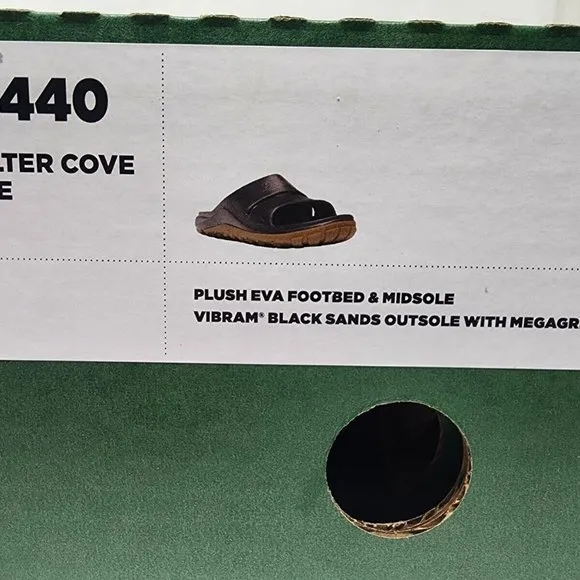 440
LTER COVE
E
PLUSH EVA FOOTBED & MIDSOLE
VIBRAM® BLACK SANDS OUTSOLE WITH MEGAGR